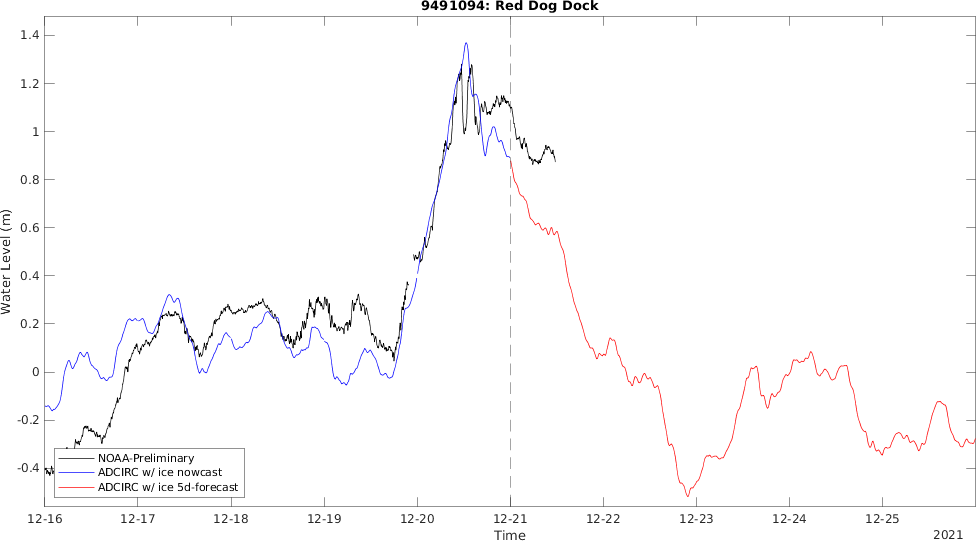 9491094: Red Dog Dock
1.4
1.2
1
0.8
0.6
0.4
0.2
0
-0.2
-0.4
Water Level (m)
NOAA-Preliminary
ADCIRC w/ ice nowcast
ADCIRC w/ ice 5d-forecast
12-16 12-17 12-18 12-19 12-20 12-21 12-22 12-23 12-24 12-25
Time
2021